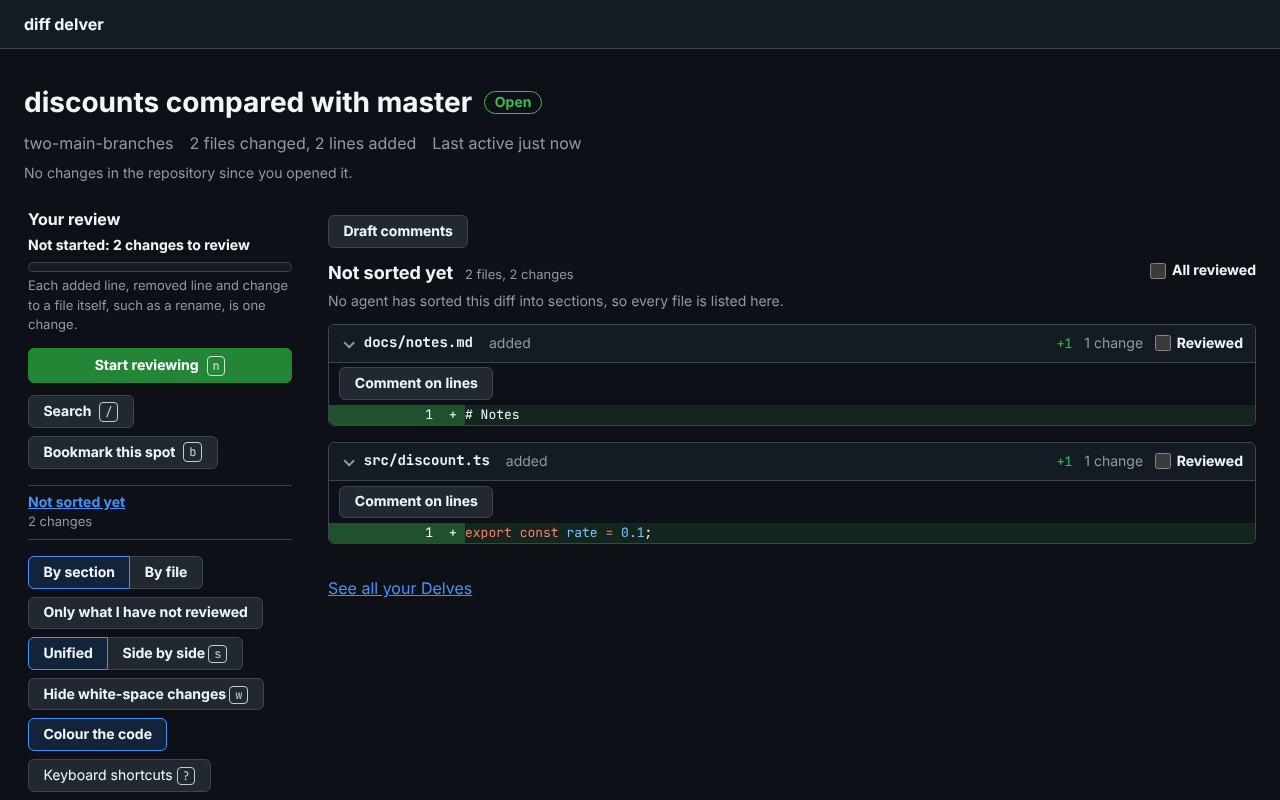 diff delver
discounts compared with master Open
two-main-branches 2 files changed, 2 lines added Last active just now
No changes in the repository since you opened it.
Your review
Not started: 2 changes to review
Each added line, removed line and change
to a file itself, such as a rename, is one
change.
Start reviewing n
Search /
Bookmark this spot b
Not sorted yet
2 changes
By section By file
Only what I have not reviewed
Unified Side by side s
Hide white-space changes w
Colour the code
Keyboard shortcuts ?
Draft comments
Not sorted yet 2 files, 2 changes All reviewed
No agent has sorted this diff into sections, so every file is listed here.
docs/notes.md added +1 1 change Reviewed
Comment on lines
1 + # Notes
src/discount.ts added +1 1 change Reviewed
Comment on lines
1 + export const rate = 0.1;
See all your Delves